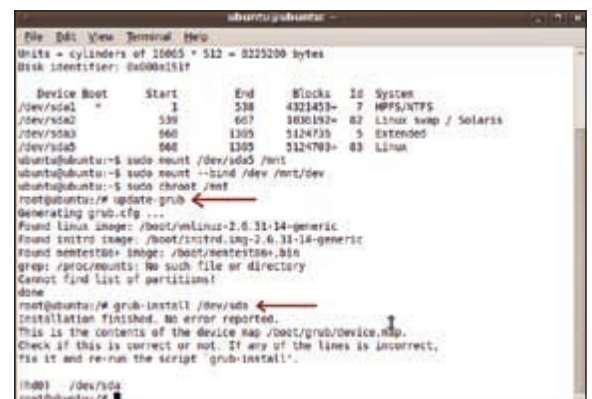 ubuntu@ubuntu: ~
File Edit View Terminal Help
Units = cylinders of 16065 * 512 = 8225280 bytes
Disk identifier: 0x000a151f
Device Boot Start End Blocks Id System
/dev/sda1 * 1 538 4321453+ 7 HPFS/NTFS
/dev/sda2 539 667 1036192+ 82 Linux swap / Solaris
/dev/sda3 668 1305 5124735 5 Extended
/dev/sda5 668 1305 5124703+ 83 Linux
ubuntu@ubuntu:~$ sudo mount /dev/sda5 /mnt
ubuntu@ubuntu:~$ sudo mount --bind /dev /mnt/dev
ubuntu@ubuntu:~$ sudo chroot /mnt
root@ubuntu:/# update-grub
Generating grub.cfg ...
Found linux image: /boot/vmlinuz-2.6.31-14-generic
Found initrd image: /boot/initrd.img-2.6.31-14-generic
Found memtest86+ image: /boot/memtest86+.bin
grep: /proc/mounts: No such file or directory
Cannot find list of partitions!
done
root@ubuntu:/# grub-install /dev/sda
Installation finished. No error reported.
This is the contents of the device map /boot/grub/device.map.
Check if this is correct or not. If any of the lines is incorrect,
fix it and re-run the script `grub-install'.
(hd0) /dev/sda
root@ubuntu:/#